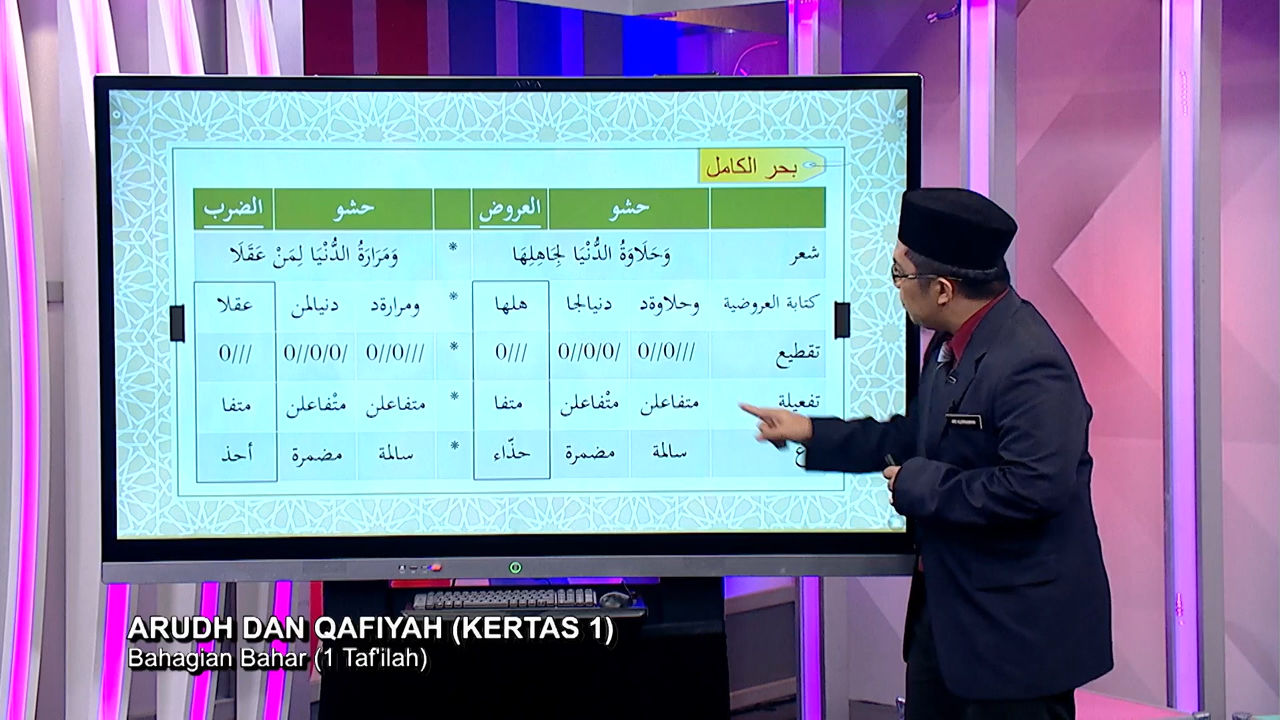 بحر الكامل
حشو العروض حشو الضرب
شعر وَحَلَاوَةُ الدُّنْيَا لِجَاهِلِهَا * وَمَرَارَةُ الدُّنْيَا لِمَنْ عَقَلَا
كتابة العروضية وحلاوةد دنيالجا هلها * ومرارةد دنيالمن عقلا
تقطيع 0//0/// 0//0/0/ 0/// * 0//0/// 0//0/0/ 0///
تفعيلة متفاعلن متْفاعلن متفا * متفاعلن متْفاعلن متفا
سالمة مضمرة حذّاء * سالمة مضمرة أحذ
ARUDH DAN QAFIYAH (KERTAS 1)
Bahagian Bahar (1 Taf'ilah)